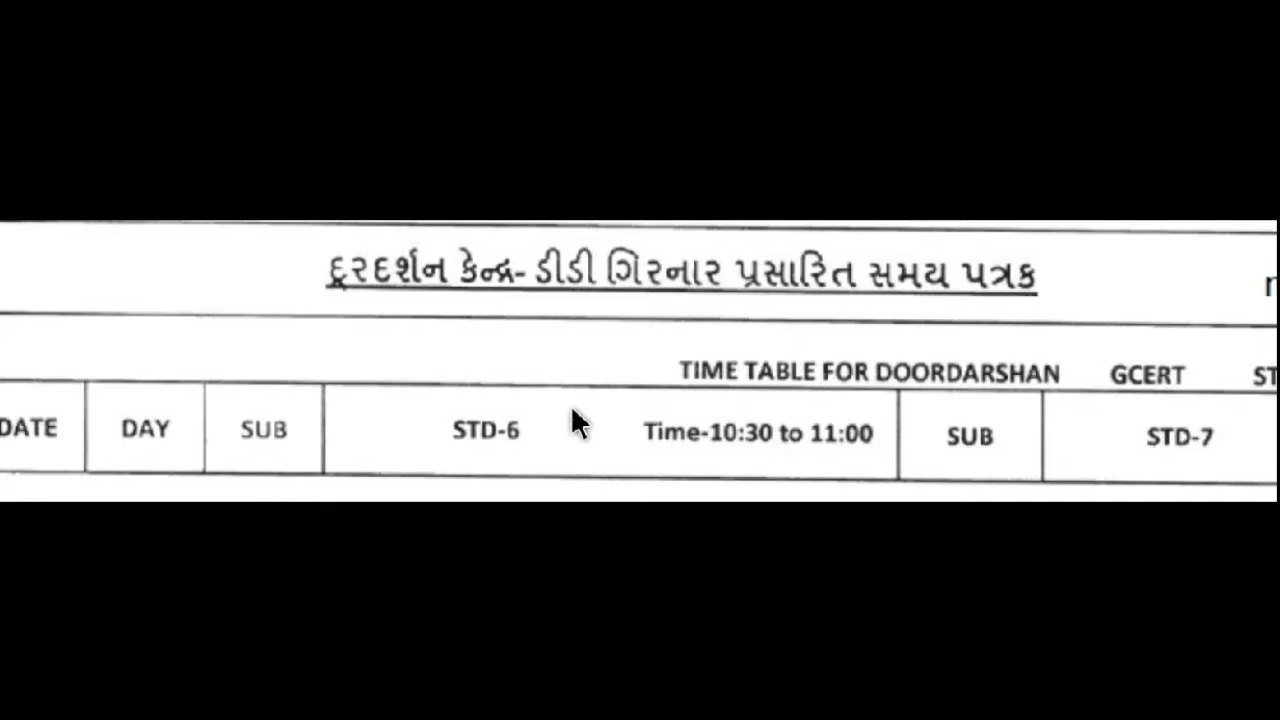 દૂરદર્શન કેન્દ્ર- ડીડી ગિરનાર પ્રસારિત સમય પત્રક
TIME TABLE FOR DOORDARSHAN GCERT
DATE DAY SUB STD-6 Time-10:30 to 11:00 SUB STD-7